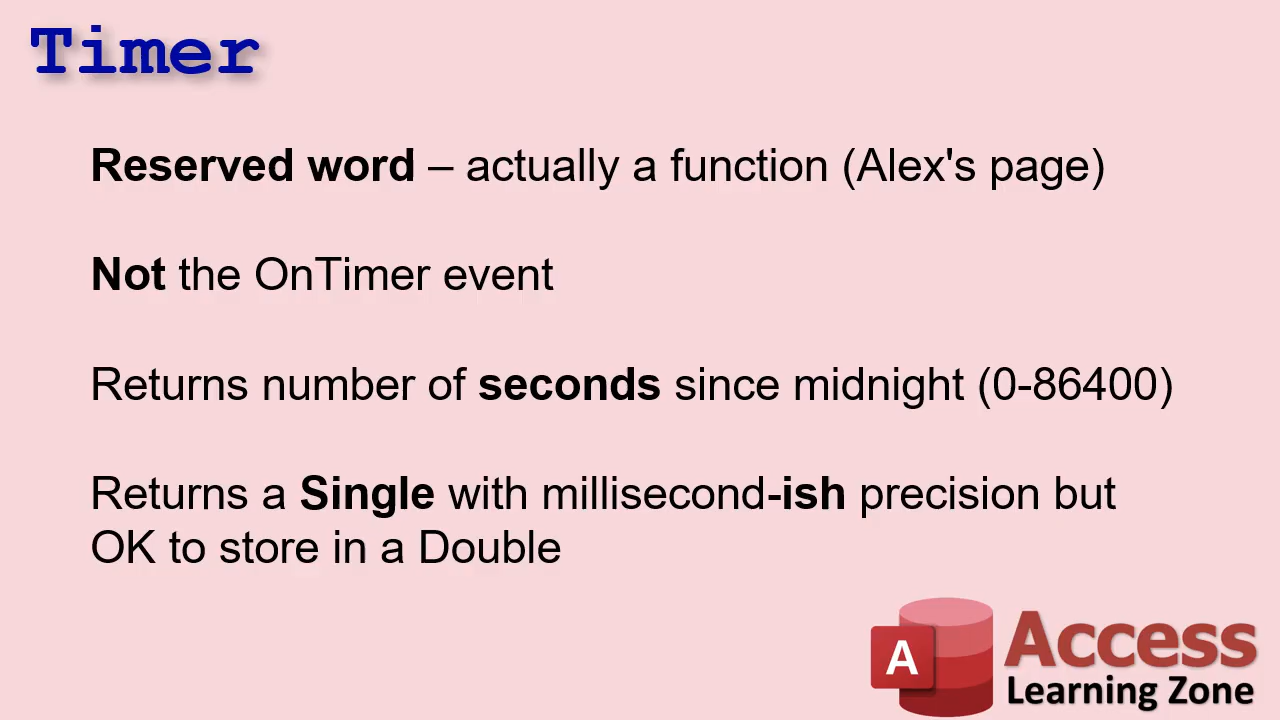 Timer
Reserved word – actually a function (Alex's page)
Not the OnTimer event
Returns number of seconds since midnight (0-86400)
Returns a Single with millisecond-ish precision but
OK to store in a Double
A
Access
Learning Zone